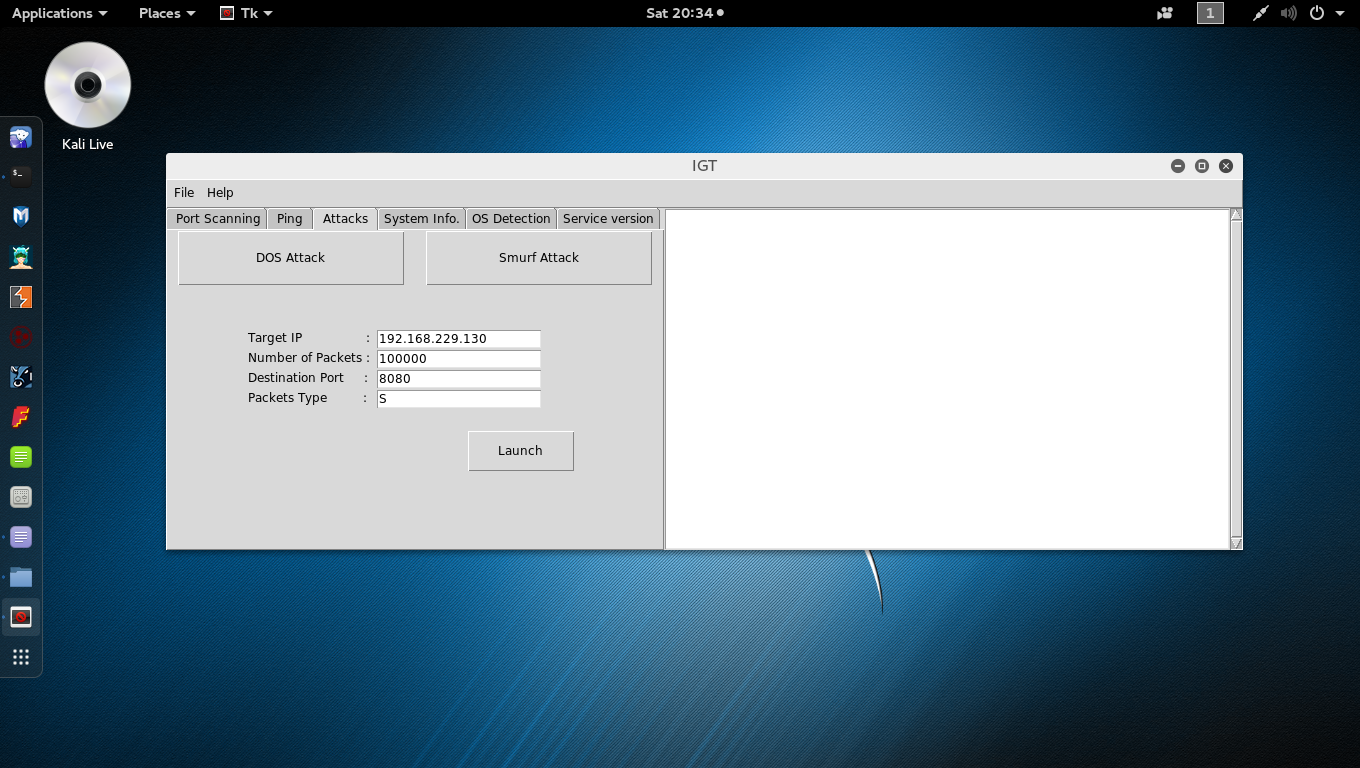 Applications Places Tk Sat 20:34 1
Kali Live
IGT
File Help
Port Scanning Ping Attacks System Info. OS Detection Service version
DOS Attack Smurf Attack
Target IP : 192.168.229.130
Number of Packets : 100000
Destination Port : 8080
Packets Type : S
Launch